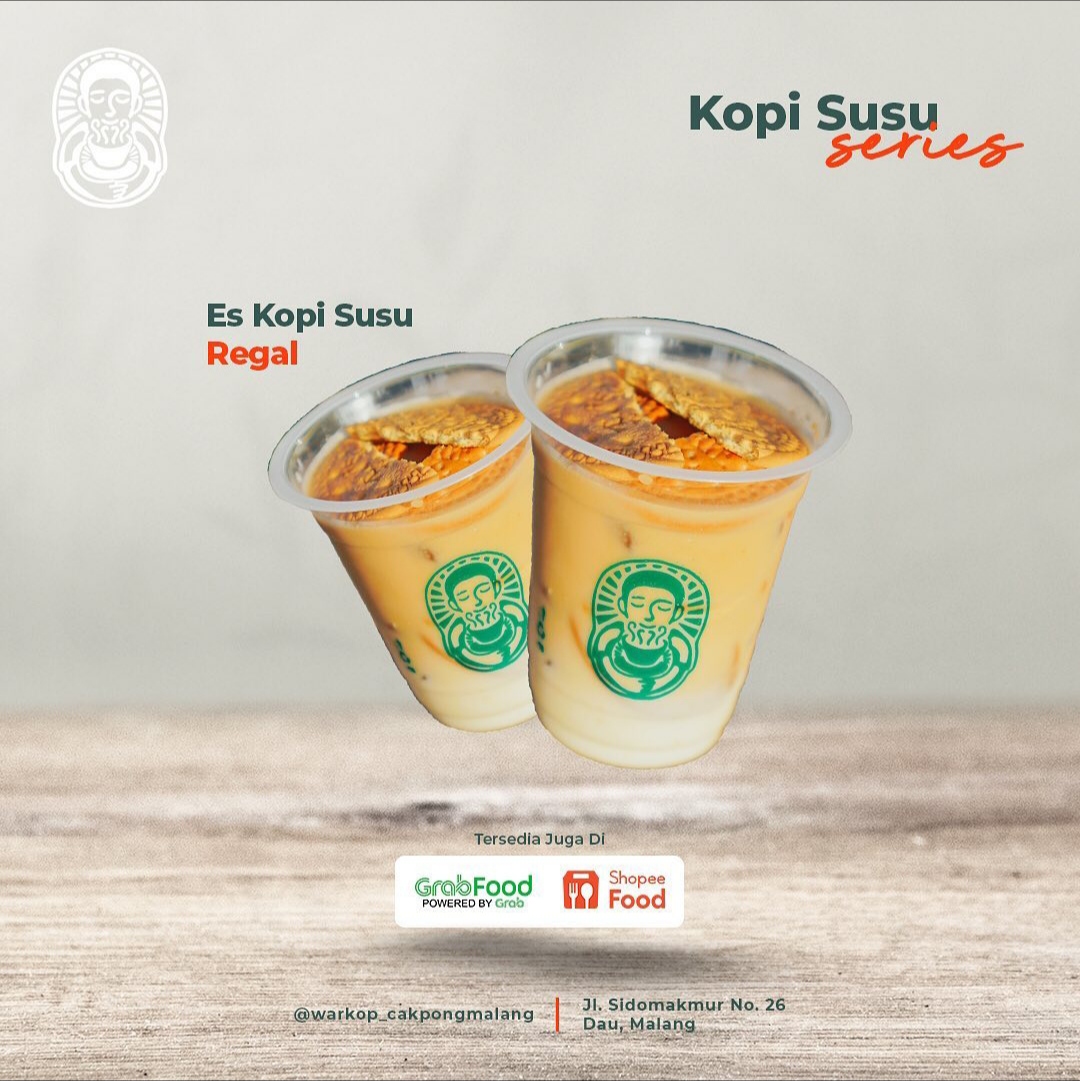 Kopi Susu
series
Es Kopi Susu
Regal
Tersedia Juga Di
GrabFood
POWERED BY Grab
Shopee
Food
@warkop_cakpongmalang
Jl. Sidomakmur No. 26
Dau, Malang